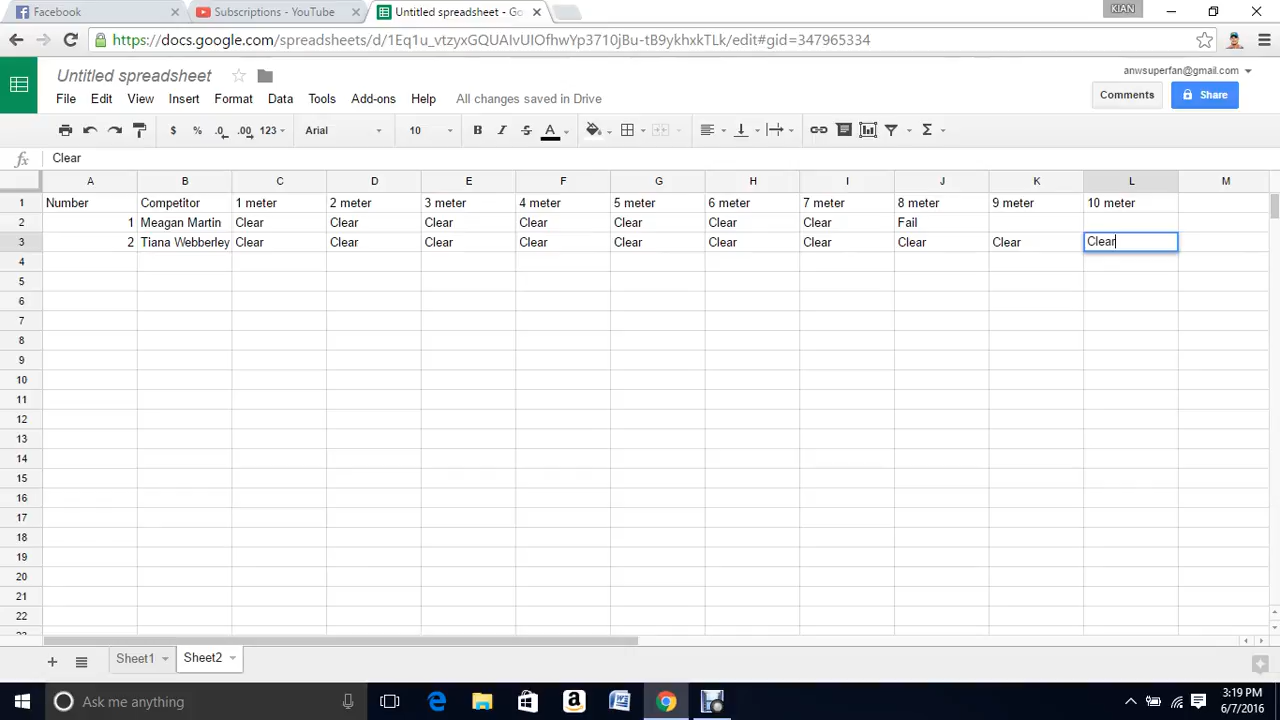 Facebook
Subscriptions - YouTube
Untitled spreadsheet - Go
KIAN
https://docs.google.com/spreadsheets/d/1Eq1u_vtzyxGQUAIvUIOfhwYp3710jBu-tB9ykhxkTLk/edit#gid=347965334
Untitled spreadsheet
anwsuperfan@gmail.com
File Edit View Insert Format Data Tools Add-ons Help All changes saved in Drive
Comments
Share
$ % .0 .00 123 Arial 10 B I S A Σ
fx Clear
A B C D E F G H I J K L M
1 Number Competitor 1 meter 2 meter 3 meter 4 meter 5 meter 6 meter 7 meter 8 meter 9 meter 10 meter
2 1 Meagan Martin Clear Clear Clear Clear Clear Clear Clear Fail
3 2 Tiana Webberley Clear Clear Clear Clear Clear Clear Clear Clear Clear Clear
4
5
6
7
8
9
10
11
12
13
14
15
16
17
18
19
20
21
22
Sheet1 Sheet2
Ask me anything
3:19 PM
6/7/2016